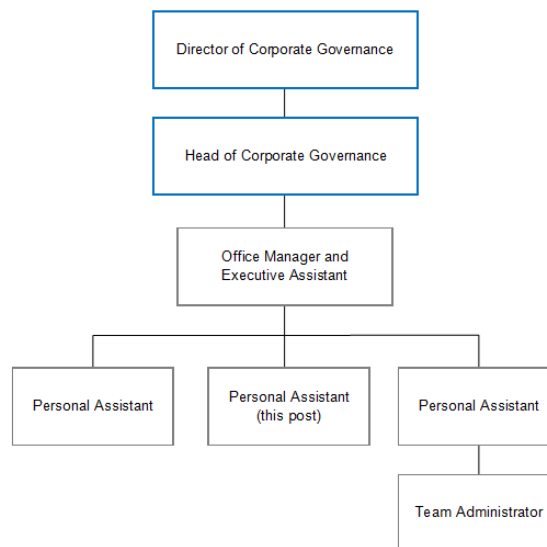 Director of Corporate Governance
Head of Corporate Governance
Office Manager and
Executive Assistant
Personal Assistant
Personal Assistant
(this post)
Personal Assistant
Team Administrator